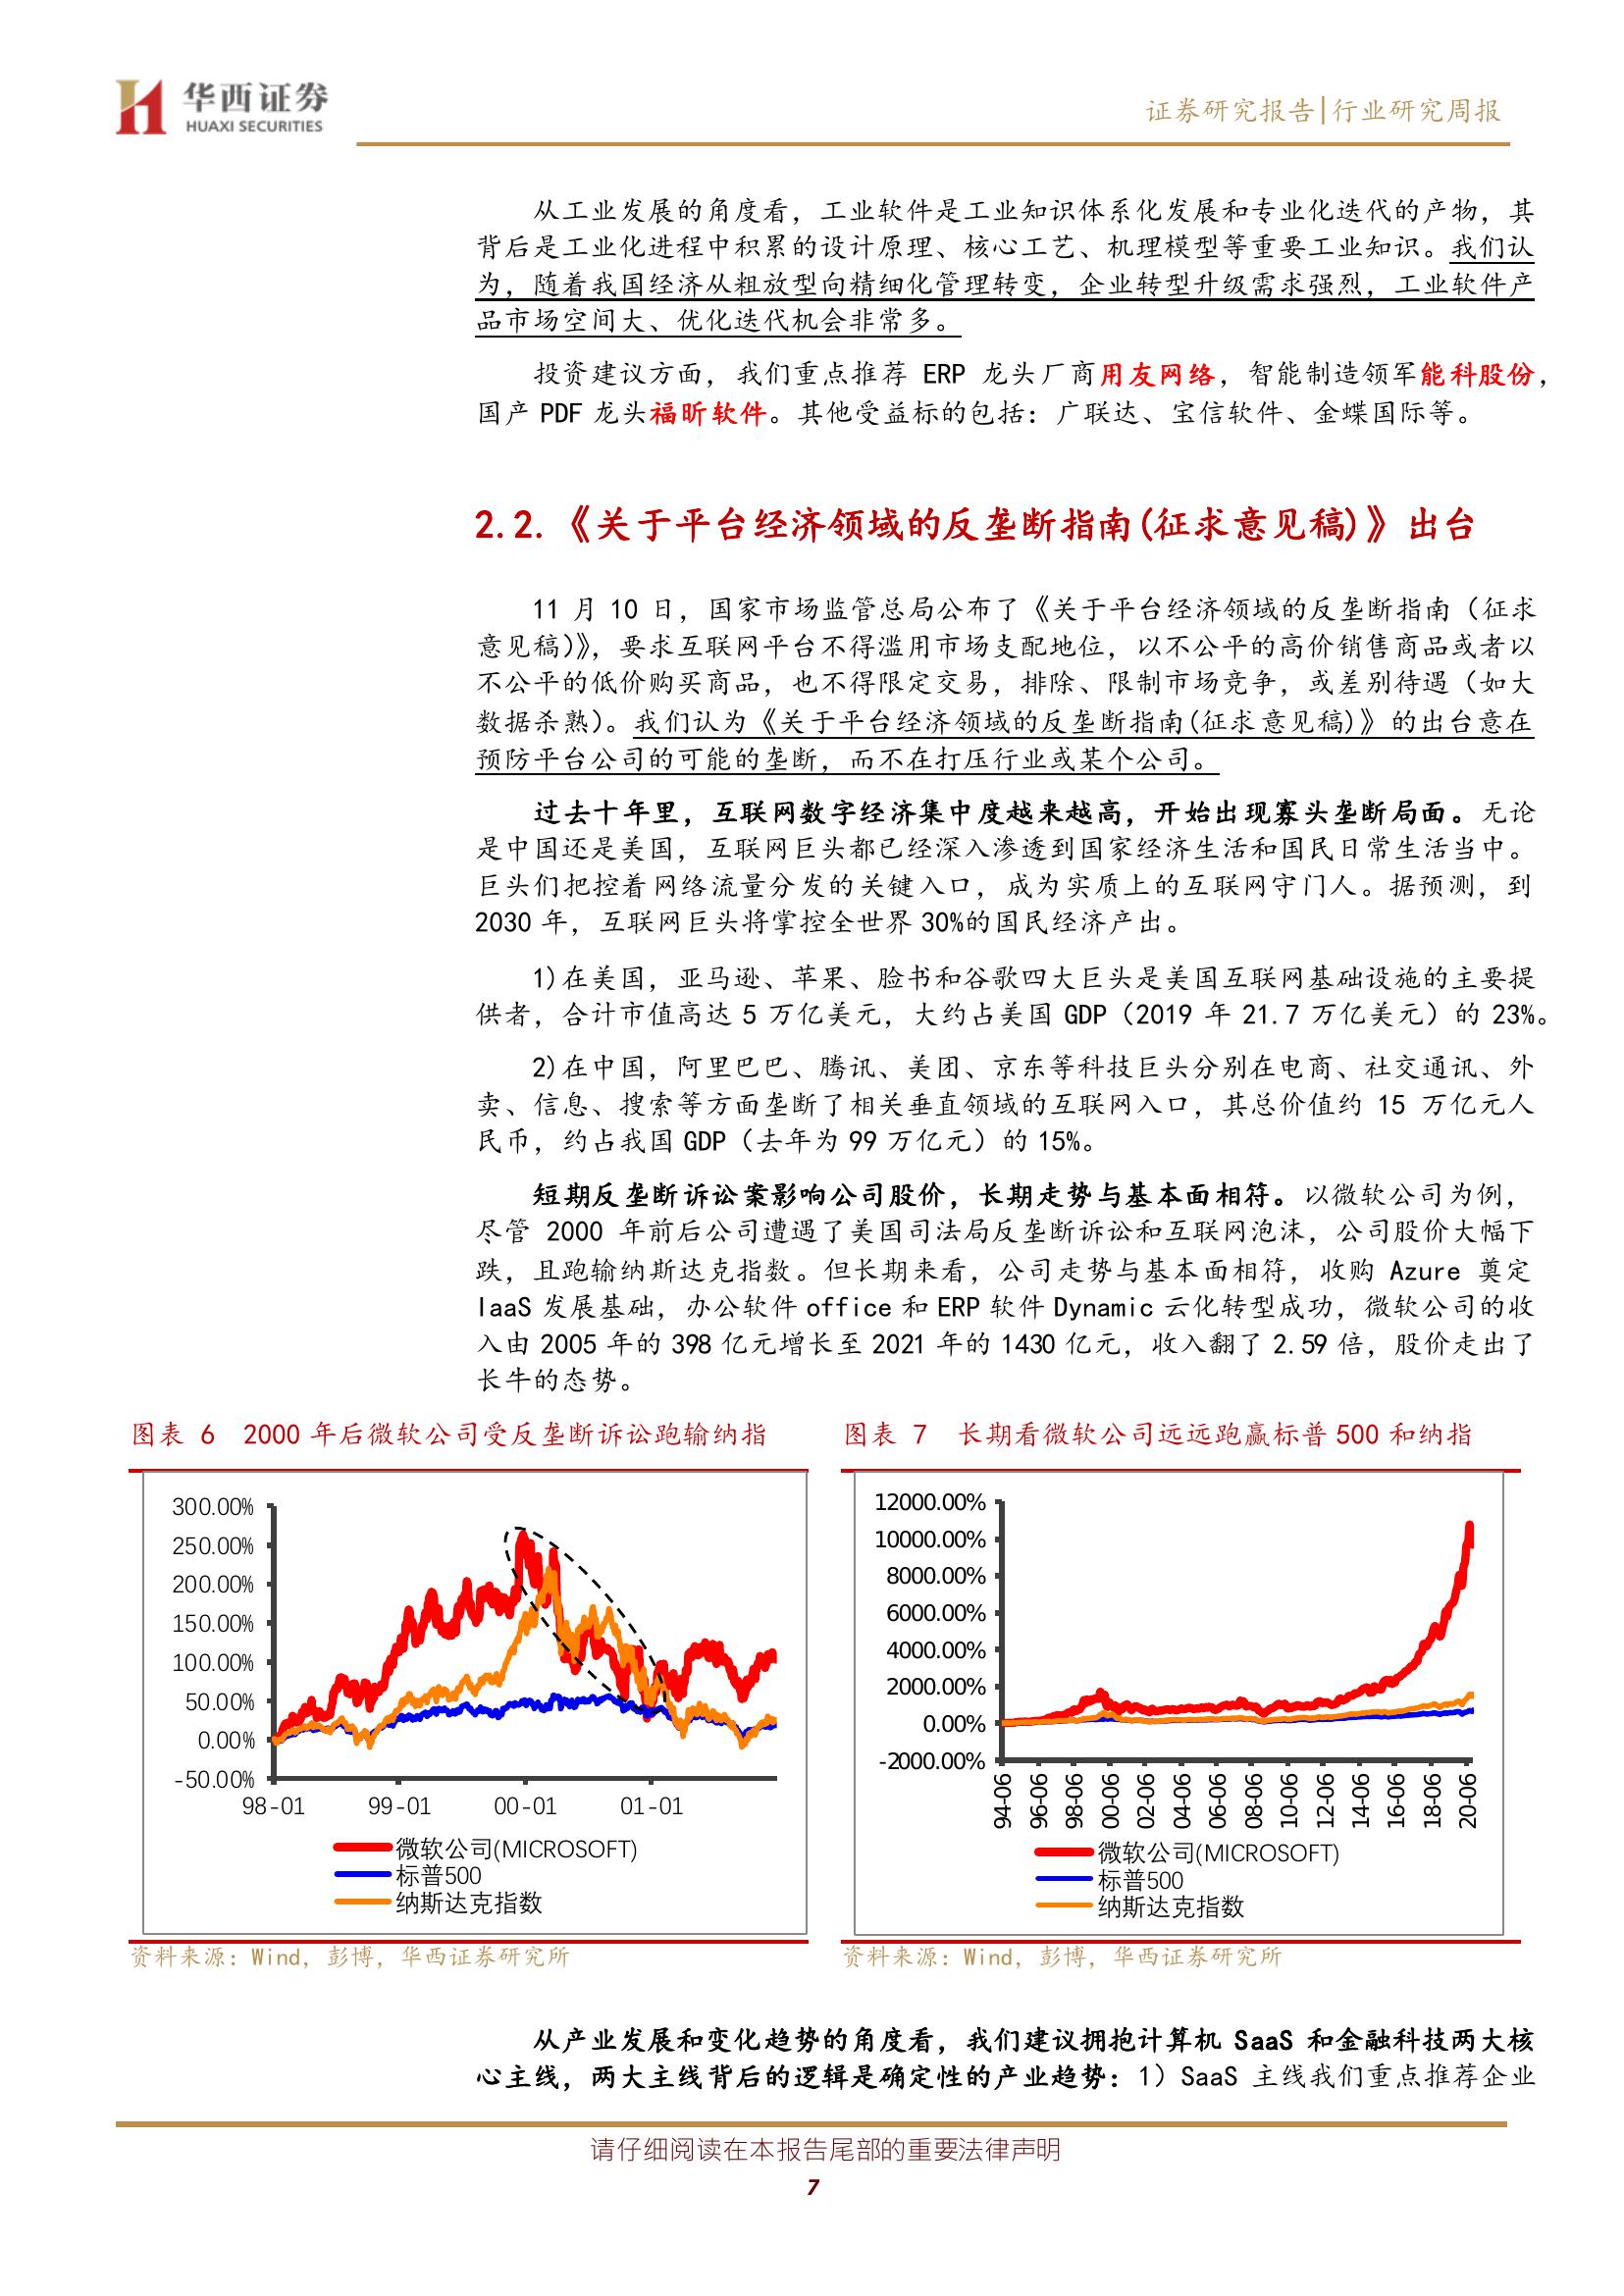 华西证券
HUAXI SECURITIES
证券研究报告|行业研究周报
从工业发展的角度看，工业软件是工业知识体系化发展和专业化迭代的产物，其
背后是工业化进程中积累的设计原理、核心工艺、机理模型等重要工业知识。我们认
为，随着我国经济从粗放型向精细化管理转变，企业转型升级需求强烈，工业软件产
品市场空间大、优化迭代机会非常多。
投资建议方面，我们重点推荐 ERP 龙头厂商用友网络，智能制造领军能科股份，
国产 PDF 龙头福昕软件。其他受益标的包括：广联达、宝信软件、金蝶国际等。
2.2.《关于平台经济领域的反垄断指南(征求意见稿)》出台
11 月 10 日，国家市场监管总局公布了《关于平台经济领域的反垄断指南（征求
意见稿）》，要求互联网平台不得滥用市场支配地位，以不公平的高价销售商品或者以
不公平的低价购买商品，也不得限定交易，排除、限制市场竞争，或差别待遇（如大
数据杀熟）。我们认为《关于平台经济领域的反垄断指南(征求意见稿)》的出台意在
预防平台公司的可能的垄断，而不在打压行业或某个公司。
过去十年里，互联网数字经济集中度越来越高，开始出现寡头垄断局面。无论
是中国还是美国，互联网巨头都已经深入渗透到国家经济生活和国民日常生活当中。
巨头们把控着网络流量分发的关键入口，成为实质上的互联网守门人。据预测，到
2030 年，互联网巨头将掌控全世界 30%的国民经济产出。
1)在美国，亚马逊、苹果、脸书和谷歌四大巨头是美国互联网基础设施的主要提
供者，合计市值高达 5 万亿美元，大约占美国 GDP（2019 年 21.7 万亿美元）的 23%。
2)在中国，阿里巴巴、腾讯、美团、京东等科技巨头分别在电商、社交通讯、外
卖、信息、搜索等方面垄断了相关垂直领域的互联网入口，其总价值约 15 万亿元人
民币，约占我国 GDP（去年为 99 万亿元）的 15%。
短期反垄断诉讼案影响公司股价，长期走势与基本面相符。以微软公司为例，
尽管 2000 年前后公司遭遇了美国司法局反垄断诉讼和互联网泡沫，公司股价大幅下
跌，且跑输纳斯达克指数。但长期来看，公司走势与基本面相符，收购 Azure 奠定
IaaS 发展基础，办公软件 office 和 ERP 软件 Dynamic 云化转型成功，微软公司的收
入由 2005 年的 398 亿元增长至 2021 年的 1430 亿元，收入翻了 2.59 倍，股价走出了
长牛的态势。
图表 6 2000 年后微软公司受反垄断诉讼跑输纳指
300.00%
250.00%
200.00%
150.00%
100.00%
50.00%
0.00%
-50.00%
98-01 99-01 00-01 01-01
微软公司(MICROSOFT)
标普500
纳斯达克指数
资料来源：Wind，彭博，华西证券研究所
图表 7 长期看微软公司远远跑赢标普 500 和纳指
12000.00%
10000.00%
8000.00%
6000.00%
4000.00%
2000.00%
0.00%
-2000.00%
94-06 96-06 98-06 00-06 02-06 04-06 06-06 08-06 10-06 12-06 14-06 16-06 18-06 20-06
微软公司(MICROSOFT)
标普500
纳斯达克指数
资料来源：Wind，彭博，华西证券研究所
从产业发展和变化趋势的角度看，我们建议拥抱计算机 SaaS 和金融科技两大核
心主线，两大主线背后的逻辑是确定性的产业趋势：1）SaaS 主线我们重点推荐企业
请仔细阅读在本报告尾部的重要法律声明
7